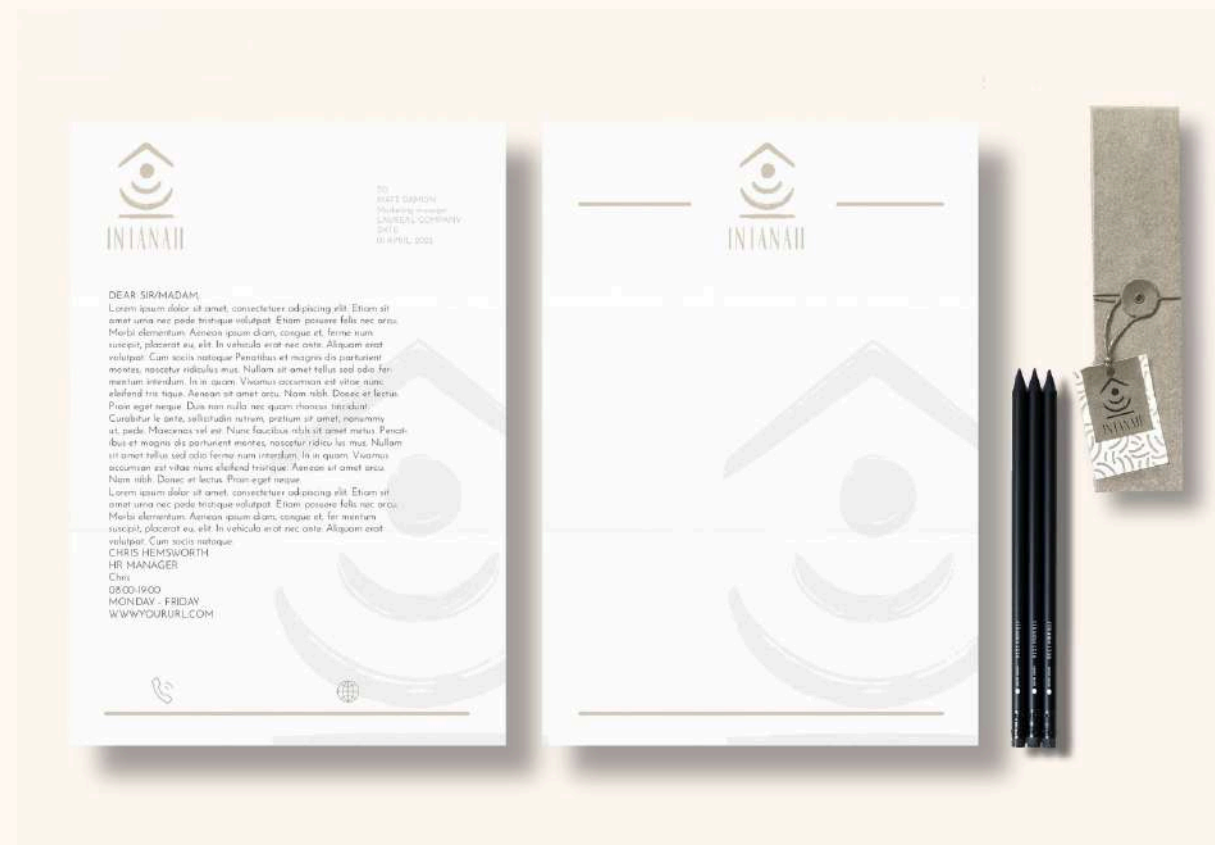 INTANAH
TO
MATT DAMON
Marketing manager
LAUREAL COMPANY
DATE
01 APRIL, 2025
DEAR SIR/MADAM,
Lorem ipsum dolor sit amet, consectetuer adipiscing elit. Etiam sit
amet urna nec pede tristique volutpat. Etiam posuere felis nec arcu.
Morbi elementum. Aenean ipsum diam, congue et, ferme num
suscipit, placerat eu, elit. In vehicula erat nec ante. Aliquam erat
volutpat. Cum sociis natoque Penatibus et magnis dis parturient
montes, nascetur ridiculus mus. Nullam sit amet tellus sed odio fer-
mentum interdum. In in quam. Vivamus accumsan est vitae nunc
eleifend tris tique. Aenean sit amet arcu. Nam nibh. Donec et lectus.
Proin eget neque. Duis non nulla nec quam rhoncus tincidunt.
Curabitur le ante, sollicitudin rutrum, pretium sit amet, nonummy
ut, pede. Maecenas vel est. Nunc faucibus nibh sit amet metus. Penat-
ibus et magnis dis parturient montes, nascetur ridicu lus mus. Nullam
sit amet tellus sed odio ferme num interdum. In in quam. Vivamus
accumsan est vitae nunc eleifend tristique. Aenean sit amet arcu.
Nam nibh. Donec et lectus. Proin eget neque.
Lorem ipsum dolor sit amet, consectetuer adipiscing elit. Etiam sit
amet urna nec pede tristique volutpat. Etiam posuere felis nec arcu.
Morbi elementum. Aenean ipsum diam, congue et, fer mentum
suscipit, placerat eu, elit. In vehicula erat nec ante. Aliquam erat
volutpat. Cum sociis natoque.
CHRIS HEMSWORTH
HR MANAGER
Chris
08:00-19:00
MONDAY - FRIDAY
WWW.YOURURL.COM
INTANAH
INTANAH